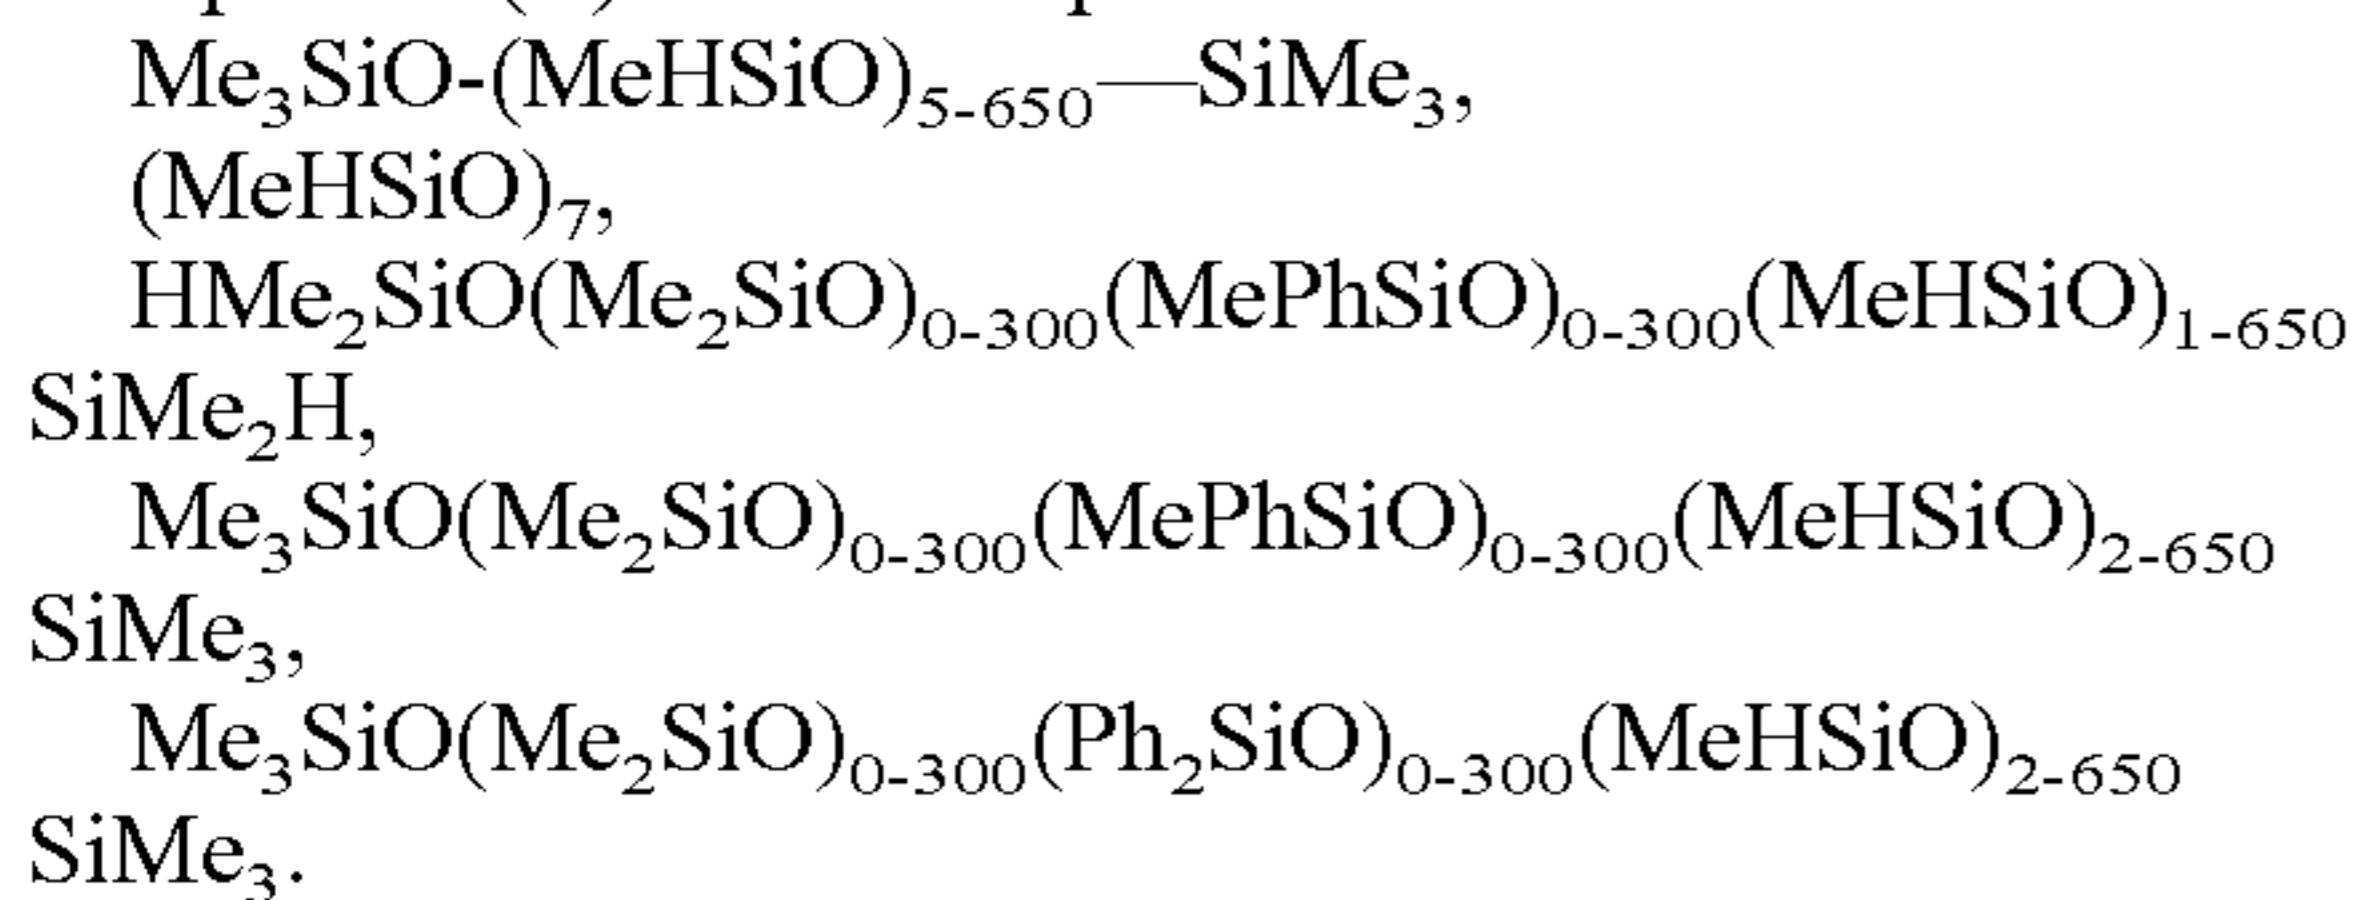 Me₃SiO-(MeHSiO)₅₋₆₅₀—SiMe₃,
(MeHSiO)₇,
HMe₂SiO(Me₂SiO)₀₋₃₀₀(MePhSiO)₀₋₃₀₀(MeHSiO)₁₋₆₅₀
SiMe₂H,
Me₃SiO(Me₂SiO)₀₋₃₀₀(MePhSiO)₀₋₃₀₀(MeHSiO)₂₋₆₅₀
SiMe₃,
Me₃SiO(Me₂SiO)₀₋₃₀₀(Ph₂SiO)₀₋₃₀₀(MeHSiO)₂₋₆₅₀
SiMe₃.